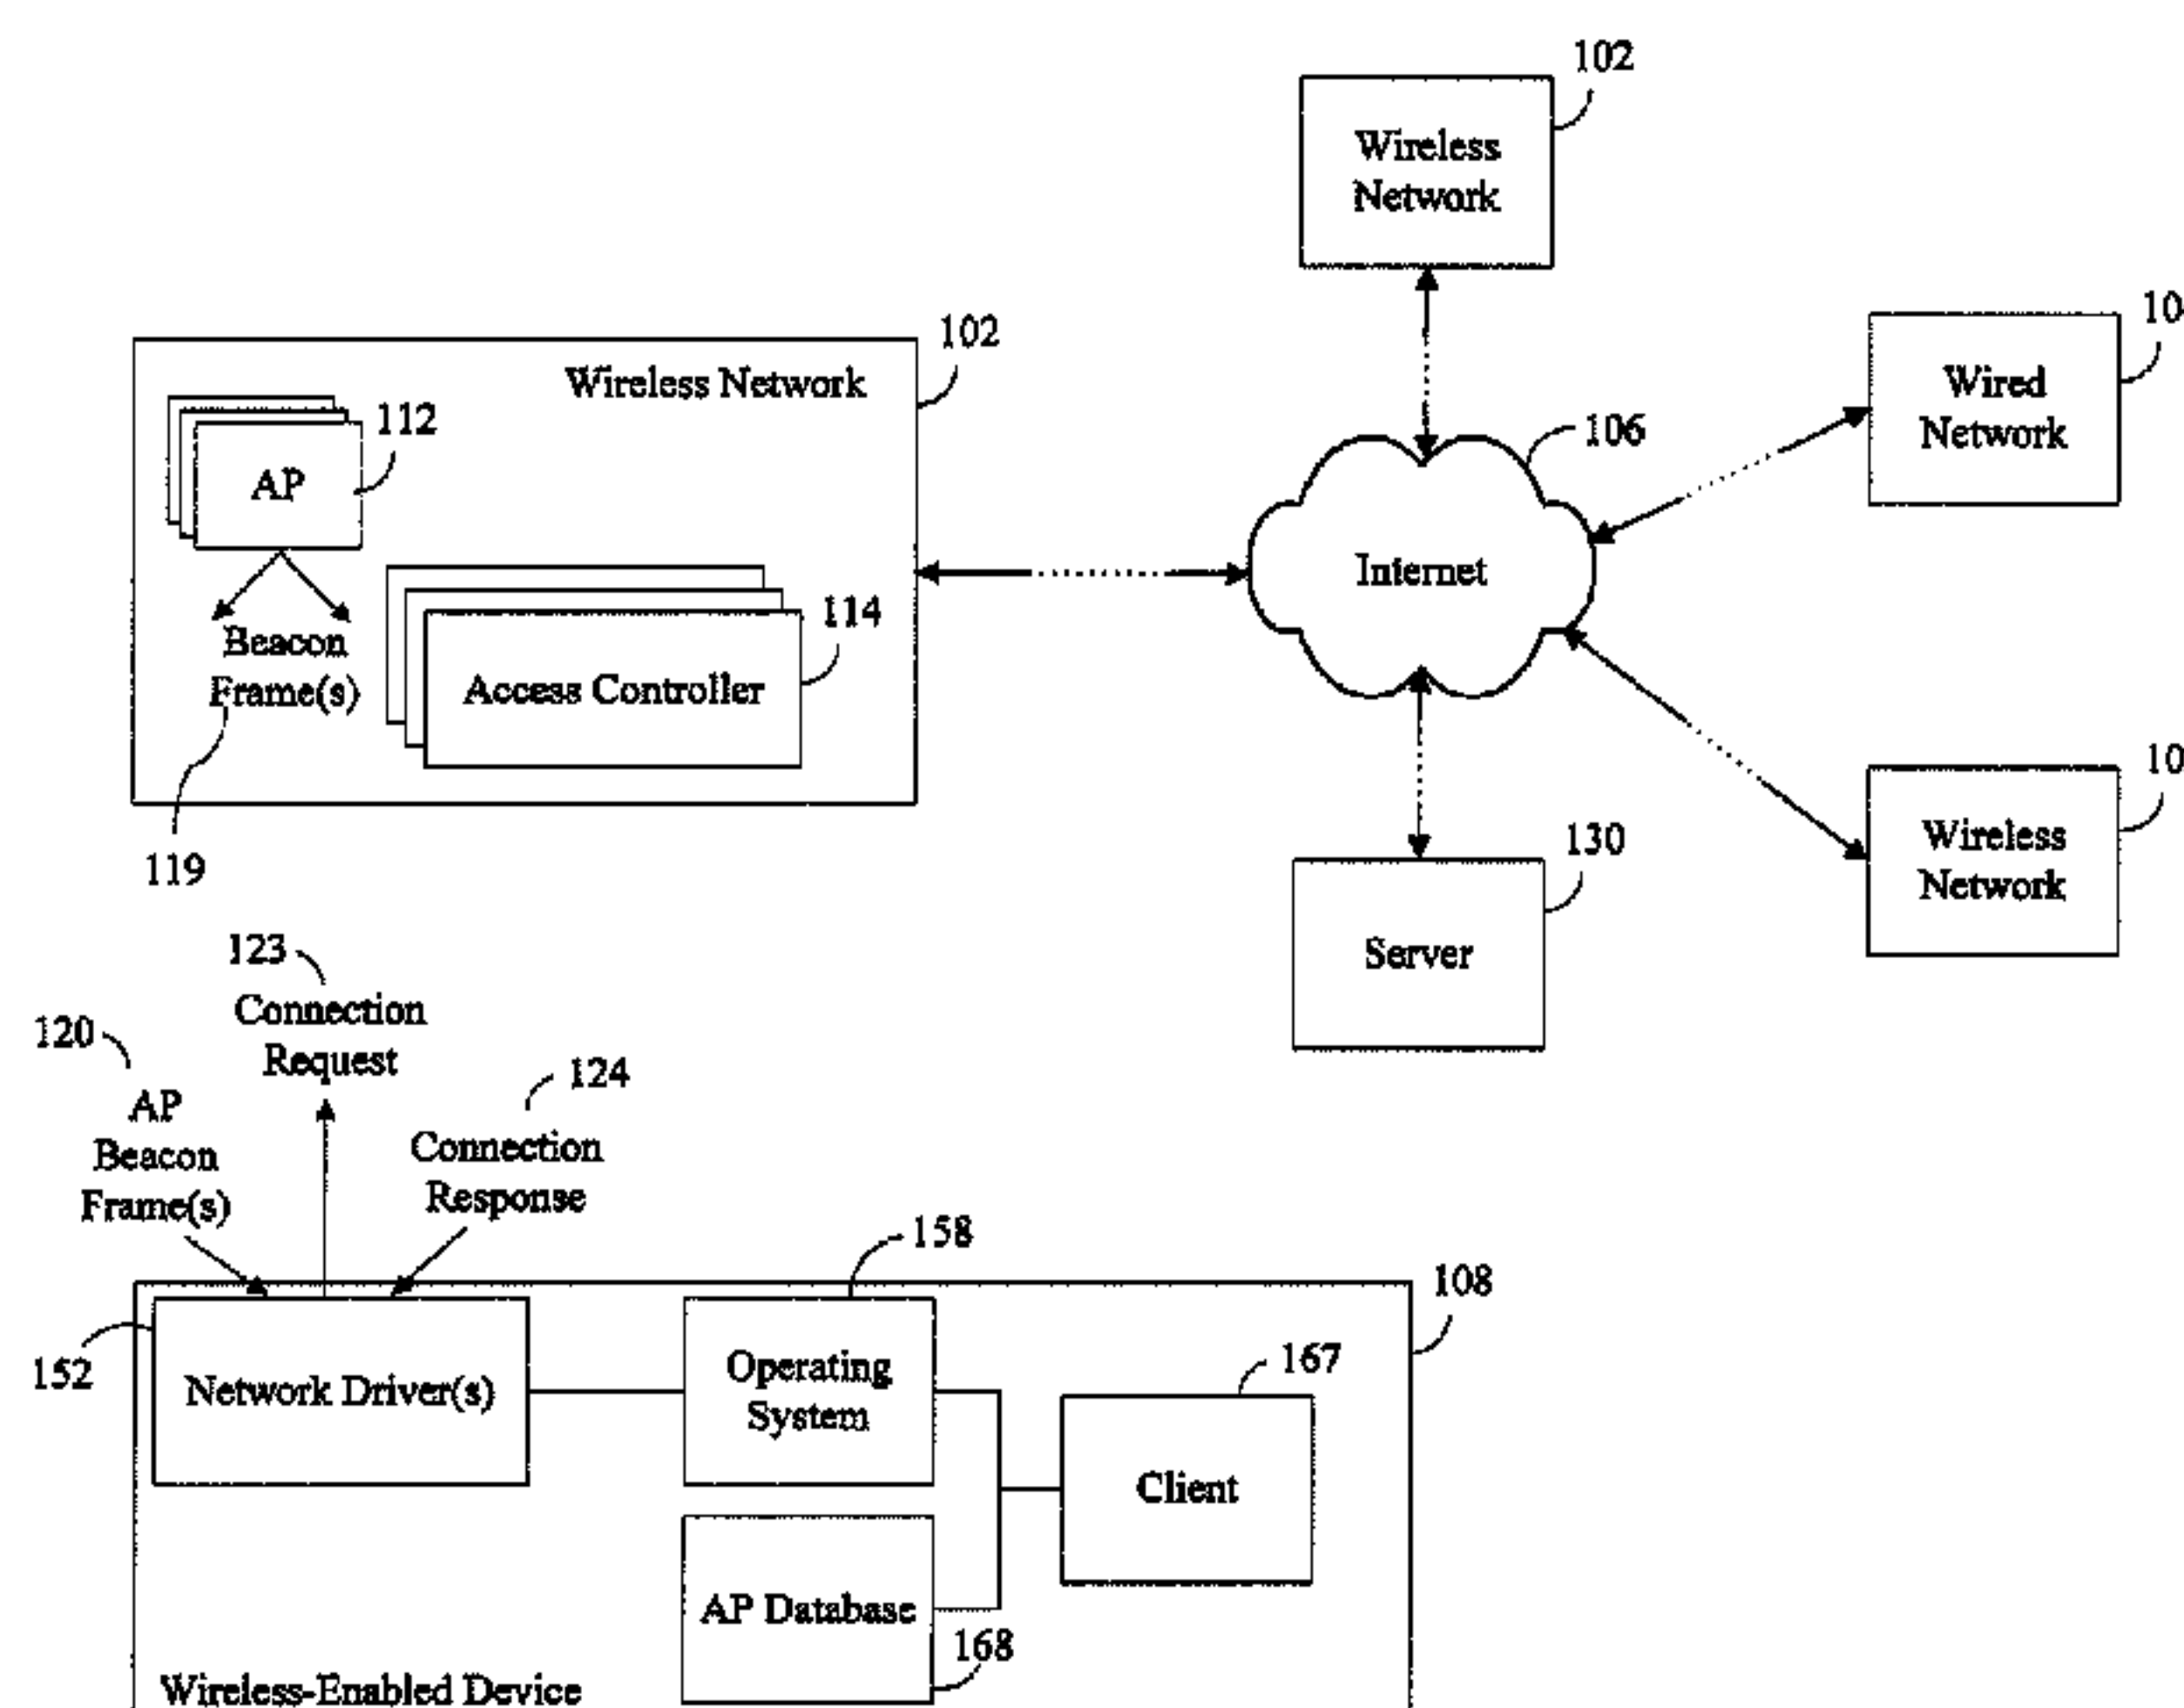 102
Wireless
Network
102
Wireless Network
112
AP
Beacon
Frame(s)
119
114
Access Controller
106
Internet
10
Wired
Network
10
Wireless
Network
130
Server
123
Connection
Request
120
AP
Beacon
Frame(s)
124
Connection
Response
158
108
152
Network Driver(s)
Operating
System
167
Client
AP Database
168
Wireless-Enabled Device